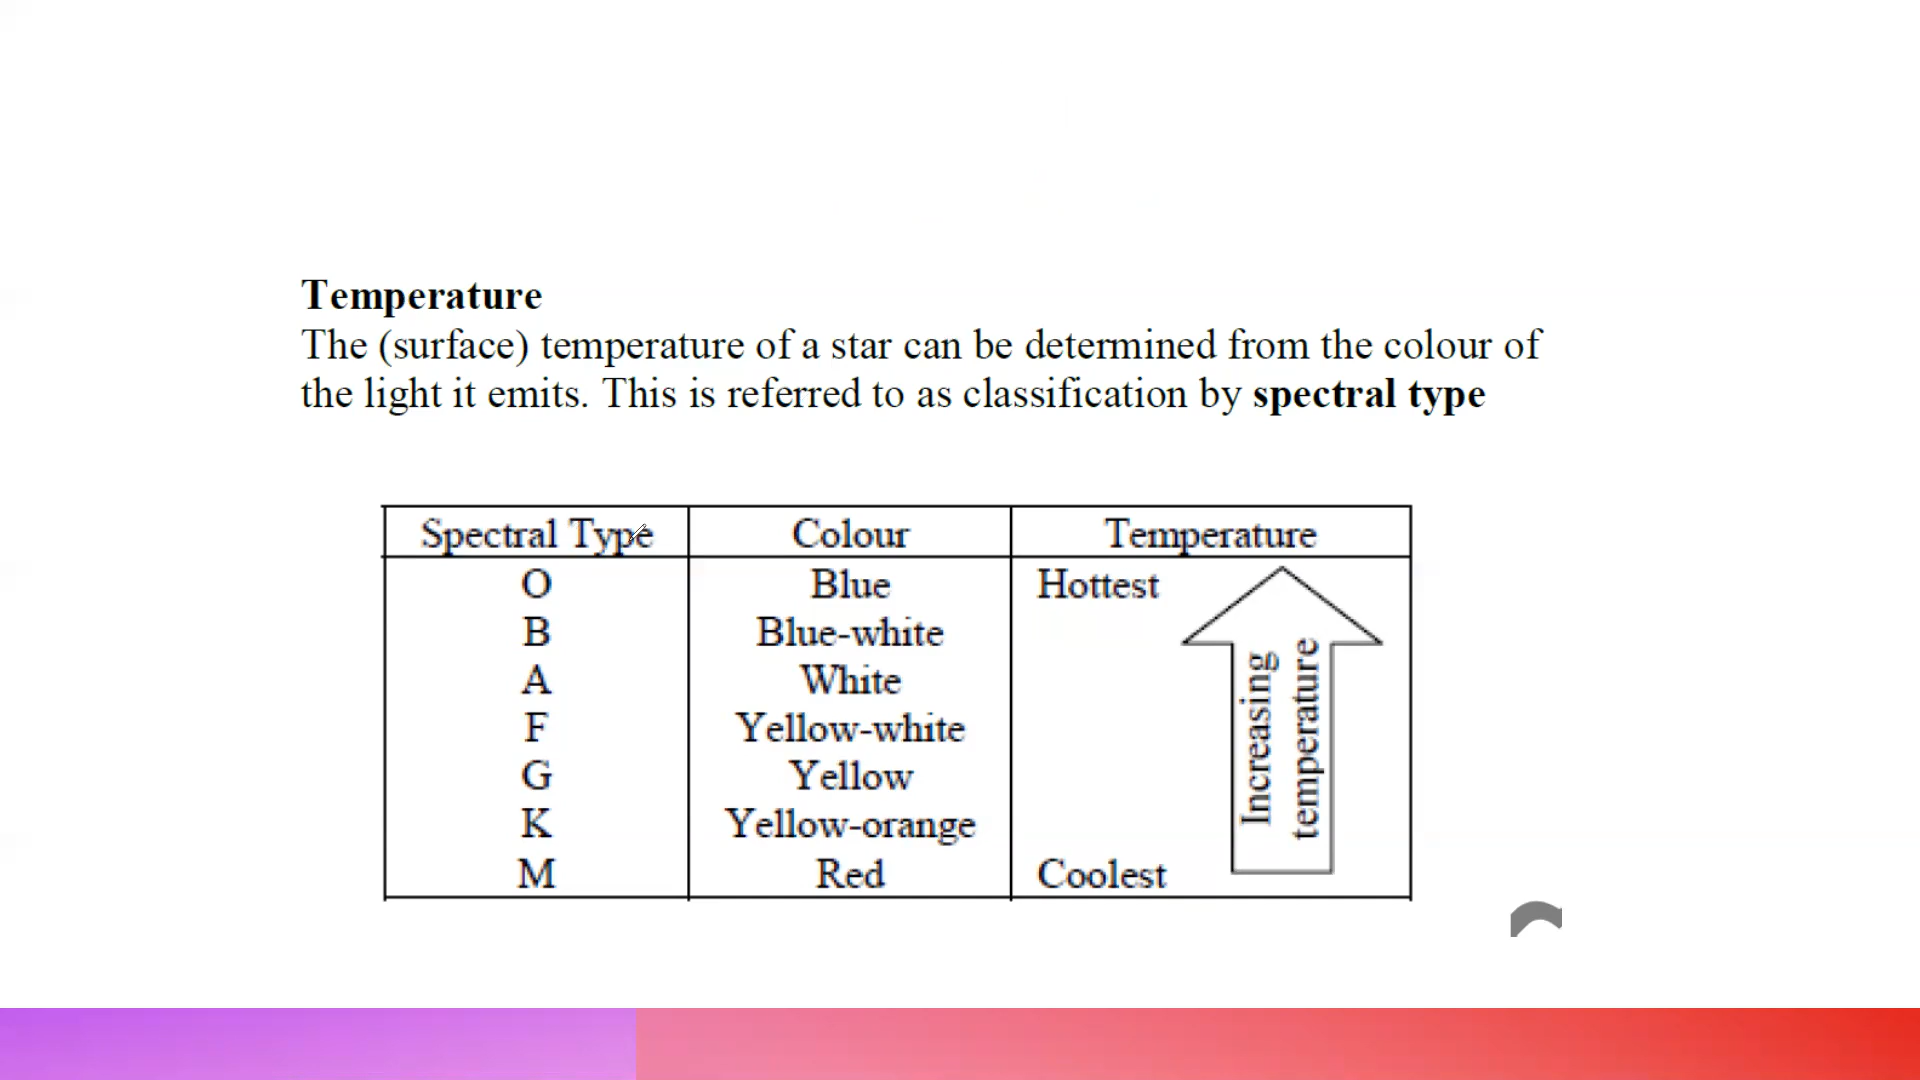 Temperature
The (surface) temperature of a star can be determined from the colour of
the light it emits. This is referred to as classification by spectral type
Spectral Type Colour Temperature
O Blue Hottest
B Blue-white
A White
F Yellow-white
G Yellow
K Yellow-orange
M Red Coolest
Increasing
temperature